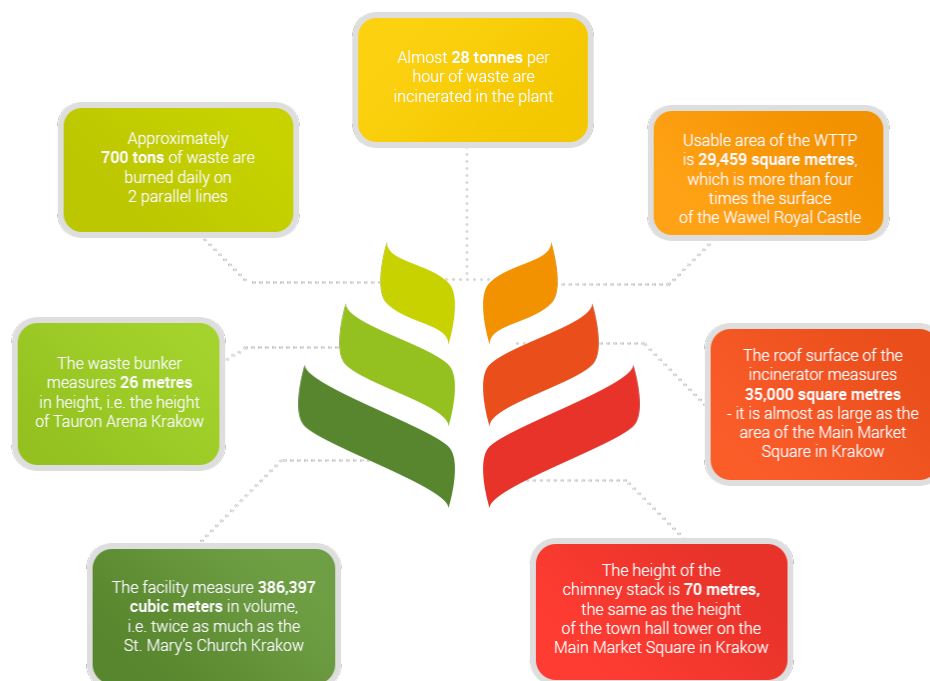 Almost 28 tonnes per
hour of waste are
incinerated in the plant
Approximately
700 tons of waste are
burned daily on
2 parallel lines
Usable area of the WTTP
is 29,459 square metres,
which is more than four
times the surface
of the Wawel Royal Castle
The waste bunker
measures 26 metres
in height, i.e. the height
of Tauron Arena Krakow
The roof surface of the
incinerator measures
35,000 square metres
- it is almost as large as the
area of the Main Market
Square in Krakow
The facility measure 386,397
cubic meters in volume,
i.e. twice as much as the
St. Mary's Church Krakow
The height of the
chimney stack is 70 metres,
the same as the height
of the town hall tower on the
Main Market Square in Krakow